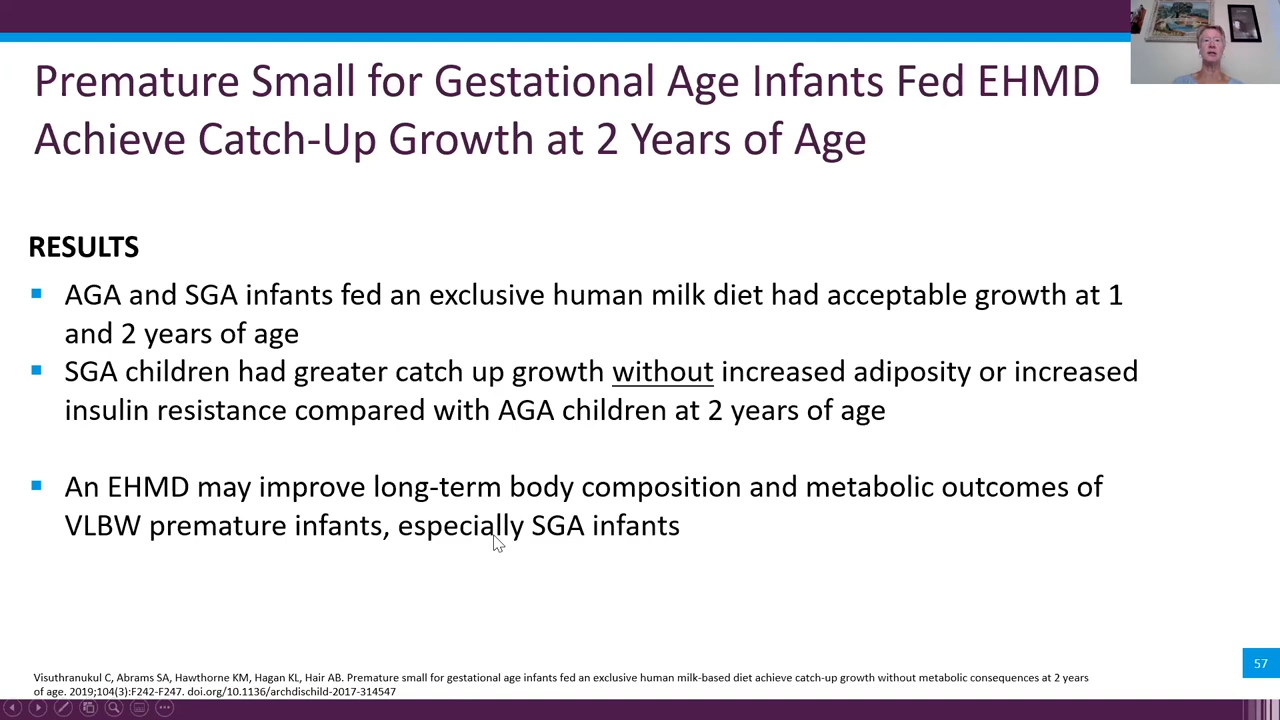 Premature Small for Gestational Age Infants Fed EHMD
Achieve Catch-Up Growth at 2 Years of Age
RESULTS
AGA and SGA infants fed an exclusive human milk diet had acceptable growth at 1
and 2 years of age
SGA children had greater catch up growth without increased adiposity or increased
insulin resistance compared with AGA children at 2 years of age
An EHMD may improve long-term body composition and metabolic outcomes of
VLBW premature infants, especially SGA infants
57
Visuthranukul C, Abrams SA, Hawthorne KM, Hagan KL, Hair AB. Premature small for gestational age infants fed an exclusive human milk-based diet achieve catch-up growth without metabolic consequences at 2 years
of age. 2019;104(3):F242-F247. doi.org/10.1136/archdischild-2017-314547